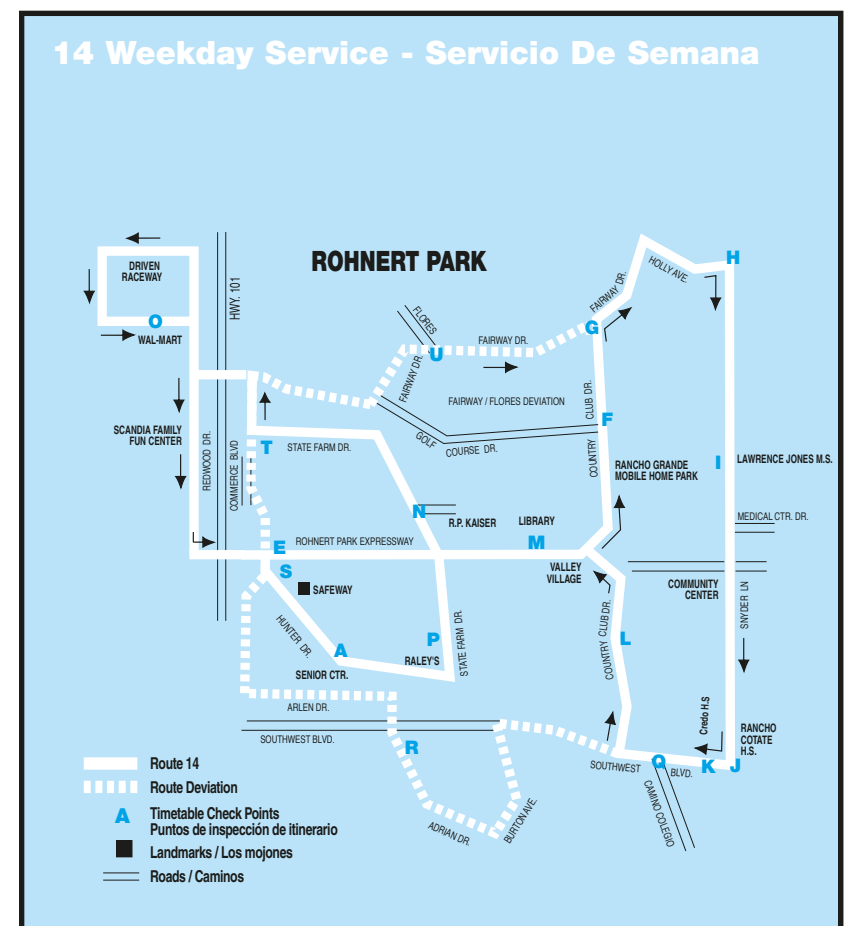 14 Weekday Service - Servicio De Semana
ROHNERT PARK
DRIVEN
RACEWAY
O
WAL-MART
HWY. 101
FLORES
U
FAIRWAY DR.
FAIRWAY DR.
G
FAIRWAY DR.
HOLLY AVE.
H
FAIRWAY / FLORES DEVIATION
GOLF
COURSE DR.
CLUB DR.
COUNTRY
F
SCANDIA FAMILY
FUN CENTER
REDWOOD DR.
COMMERCE BLVD
T
STATE FARM DR.
N
R.P. KAISER
LIBRARY
M
RANCHO GRANDE
MOBILE HOME PARK
I
LAWRENCE JONES M.S.
MEDICAL CTR. DR.
E
ROHNERT PARK EXPRESSWAY
S
SAFEWAY
VALLEY
VILLAGE
COMMUNITY
CENTER
SNYDER LN
HUNTER DR.
A
SENIOR CTR.
P
RALEY'S
STATE FARM DR.
COUNTRY CLUB DR.
L
ARLEN DR.
SOUTHWEST BLVD.
R
ADRIAN DR.
BURTON AVE.
SOUTHWEST
BLVD.
Q
K
J
Credo H.S
RANCHO
COTATE
H.S.
CAMINO COLEGIO
Route 14
Route Deviation
A
Timetable Check Points
Puntos de inspección de itinerario
Landmarks / Los mojones
Roads / Caminos